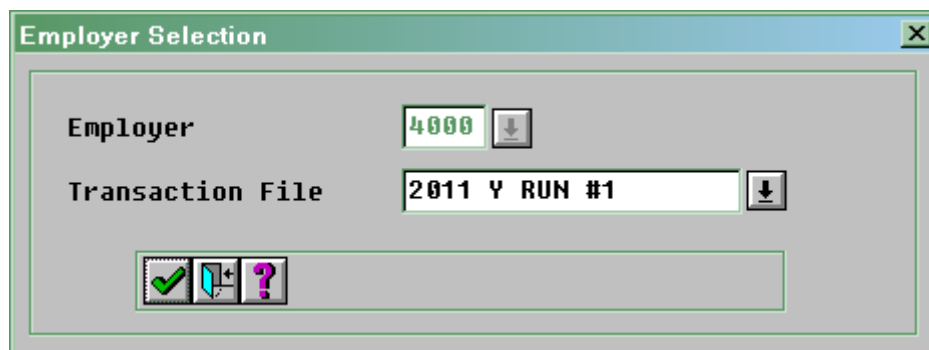 Employer Selection
Employer 4000
Transaction File 2011 Y RUN #1